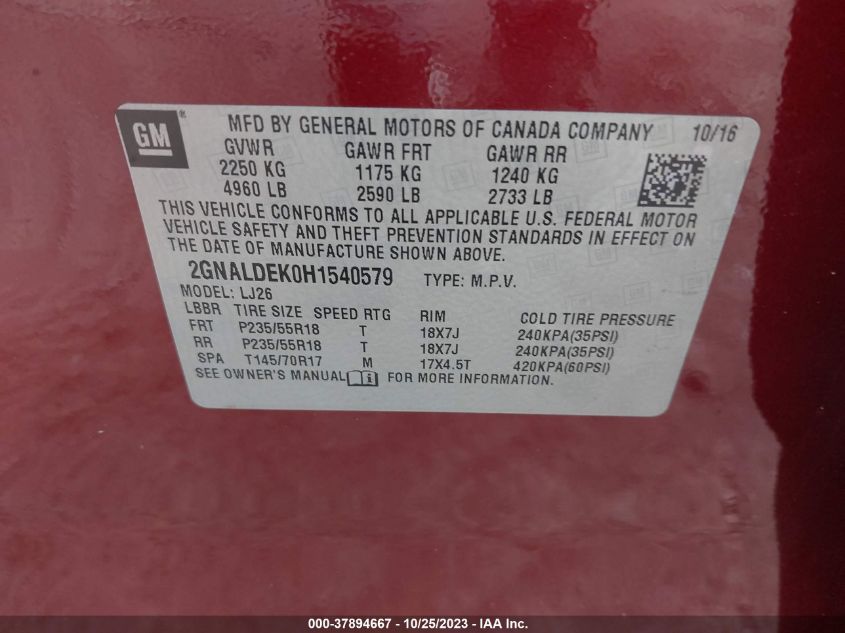 GM ®
MFD BY GENERAL MOTORS OF CANADA COMPANY 10/16
GVWR GAWR FRT GAWR RR
2250 KG 1175 KG 1240 KG
4960 LB 2590 LB 2733 LB
THIS VEHICLE CONFORMS TO ALL APPLICABLE U.S. FEDERAL MOTOR
VEHICLE SAFETY AND THEFT PREVENTION STANDARDS IN EFFECT ON
THE DATE OF MANUFACTURE SHOWN ABOVE.
2GNALDEK0H1540579 TYPE: M.P.V.
MODEL: LJ26
LBBR TIRE SIZE SPEED RTG RIM COLD TIRE PRESSURE
FRT P235/55R18 T 18X7J 240KPA(35PSI)
RR P235/55R18 T 18X7J 240KPA(35PSI)
SPA T145/70R17 M 17X4.5T 420KPA(60PSI)
SEE OWNER'S MANUAL i FOR MORE INFORMATION.
000-37894667 - 10/25/2023 - IAA Inc.